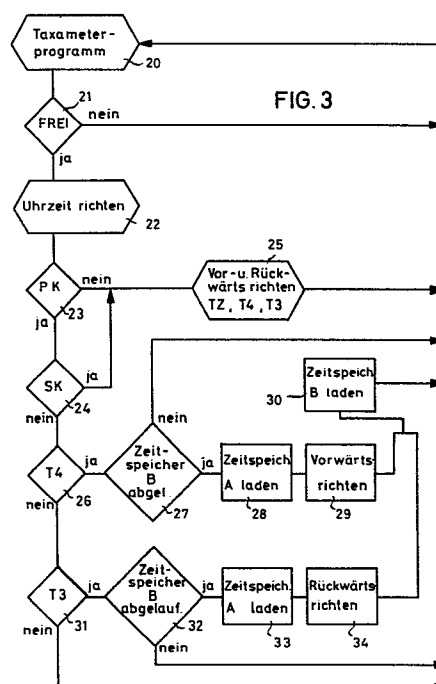 Taxameter-
programm
20
21
FIG. 3
FREI
nein
ja
Uhrzeit richten
22
25
PK
nein
Vor- u. Rück-
wärts richten
TZ, T4, T3
23
ja
SK
ja
24
nein
nein
Zeitspeich
B laden
30
T4
ja
Zeit-
speicher
B
abgel.
ja
Zeitspeich.
A laden
Vorwärts-
richten
26
nein
27
28
29
T3
ja
Zeit-
speicher
B
abgelauf.
ja
Zeitspeich.
A laden
Rückwärts-
richten
31
nein
32
nein
33
34